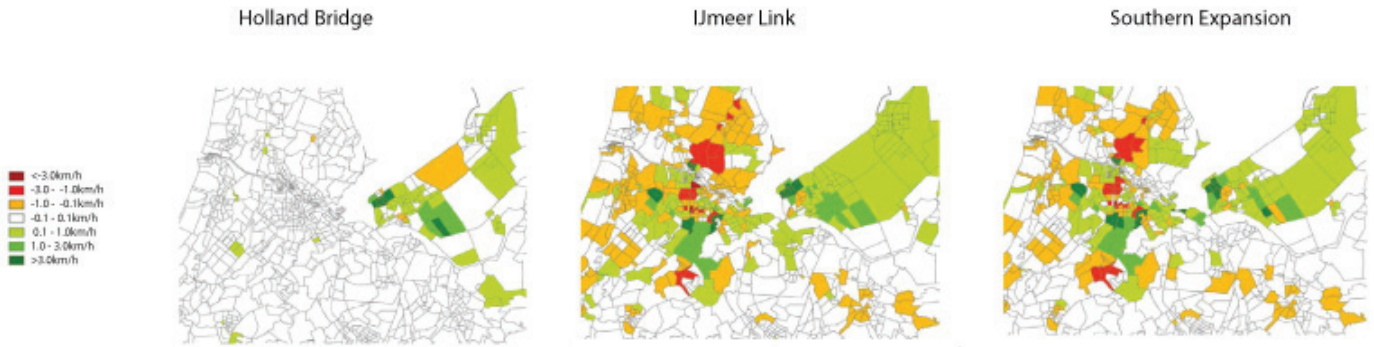 Holland Bridge
IJmeer Link
Southern Expansion
<-3.0km/h
-3.0 - -1.0km/h
-1.0 - -0.1km/h
-0.1 - 0.1km/h
0.1 - 1.0km/h
1.0 - 3.0km/h
>3.0km/h